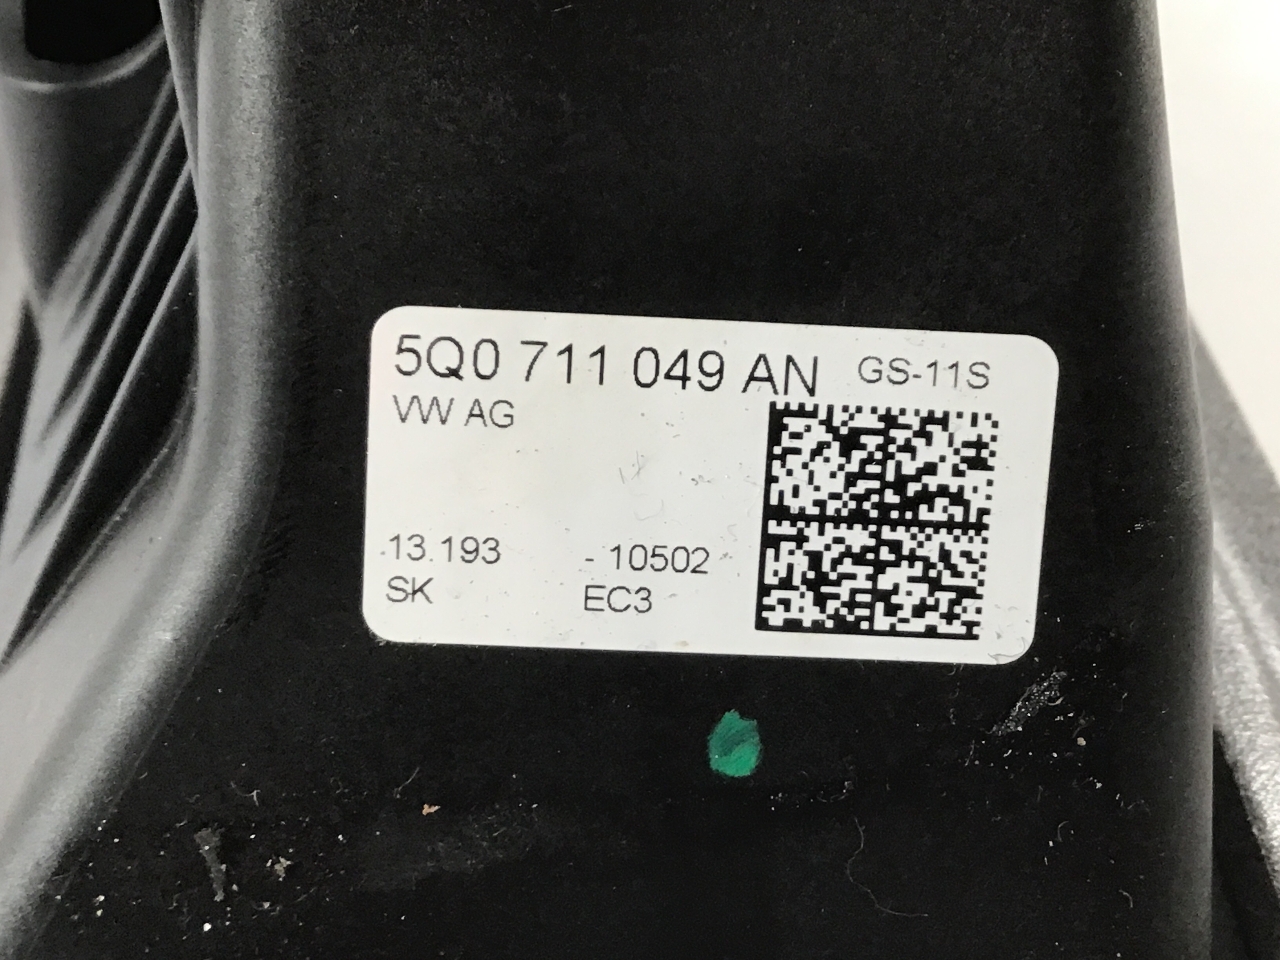 5Q0 711 049 AN GS-11S
VW AG
13.193 - 10502
SK EC3